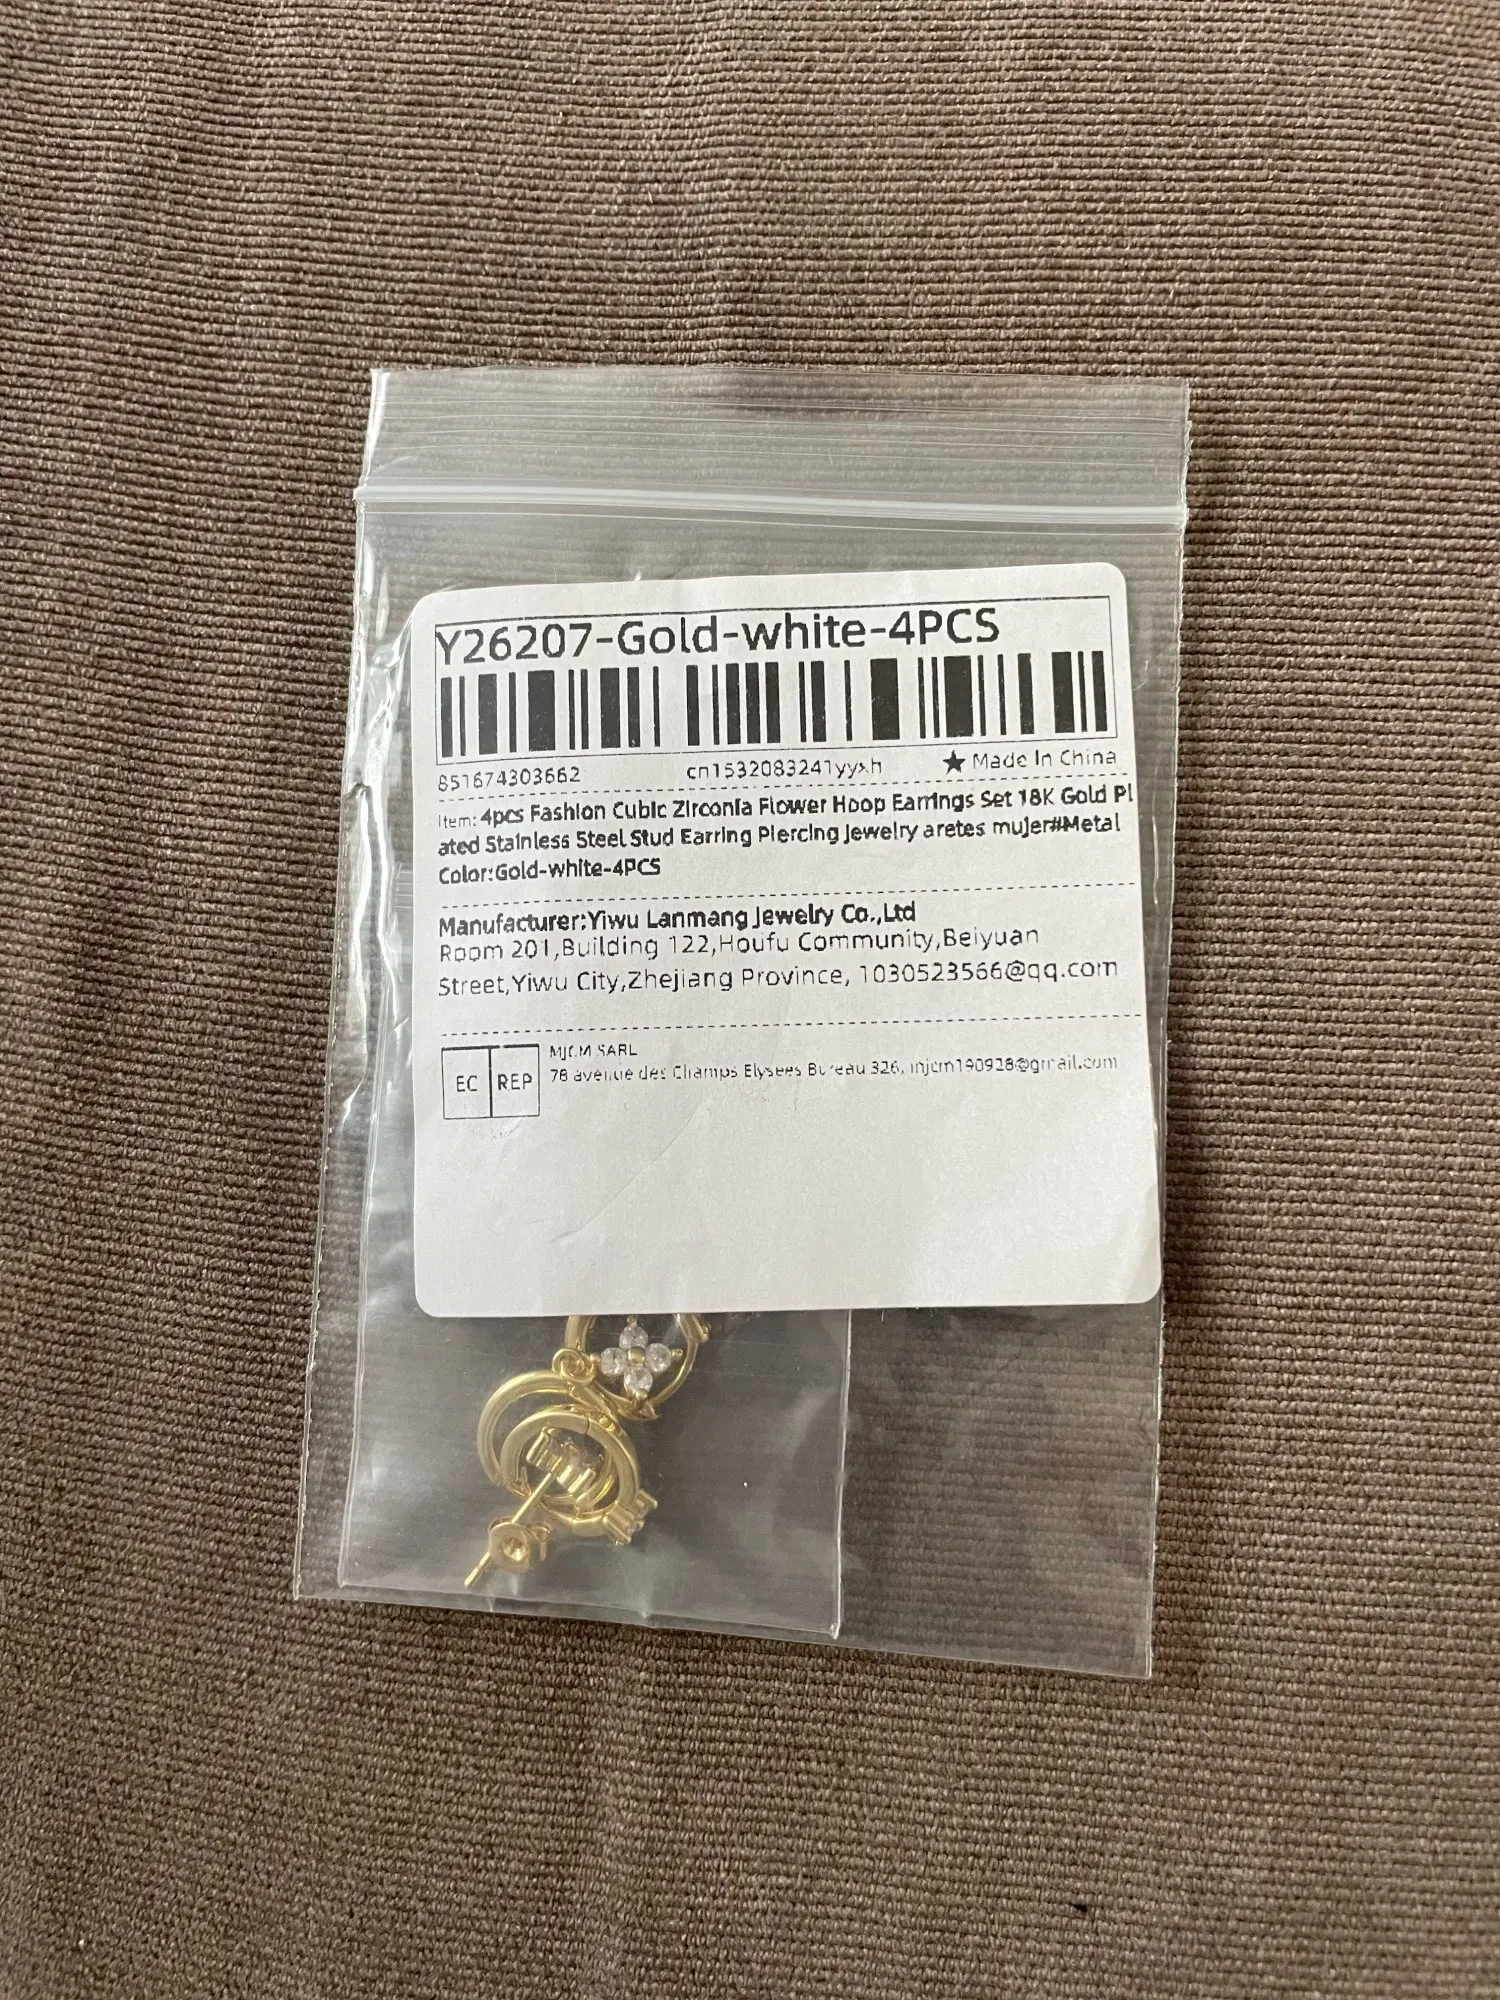 Y26207-Gold-white-4PCS
851674303662 cn1532083241yyxh ★ Made In China
Item: 4pcs Fashion Cubic Zirconia Flower Hoop Earrings Set 18K Gold Pl
ated Stainless Steel Stud Earring Piercing Jewelry aretes mujer#Metal
Color:Gold-white-4PCS
Manufacturer:Yiwu Lanmang Jewelry Co.,Ltd
Room 201,Building 122,Houfu Community,Beiyuan
Street,Yiwu City,Zhejiang Province, 1030523566@qq.com
EC REP
MJCM SARL
78 avenue des Champs Elysees Bureau 326, mjcm190928@gmail.com